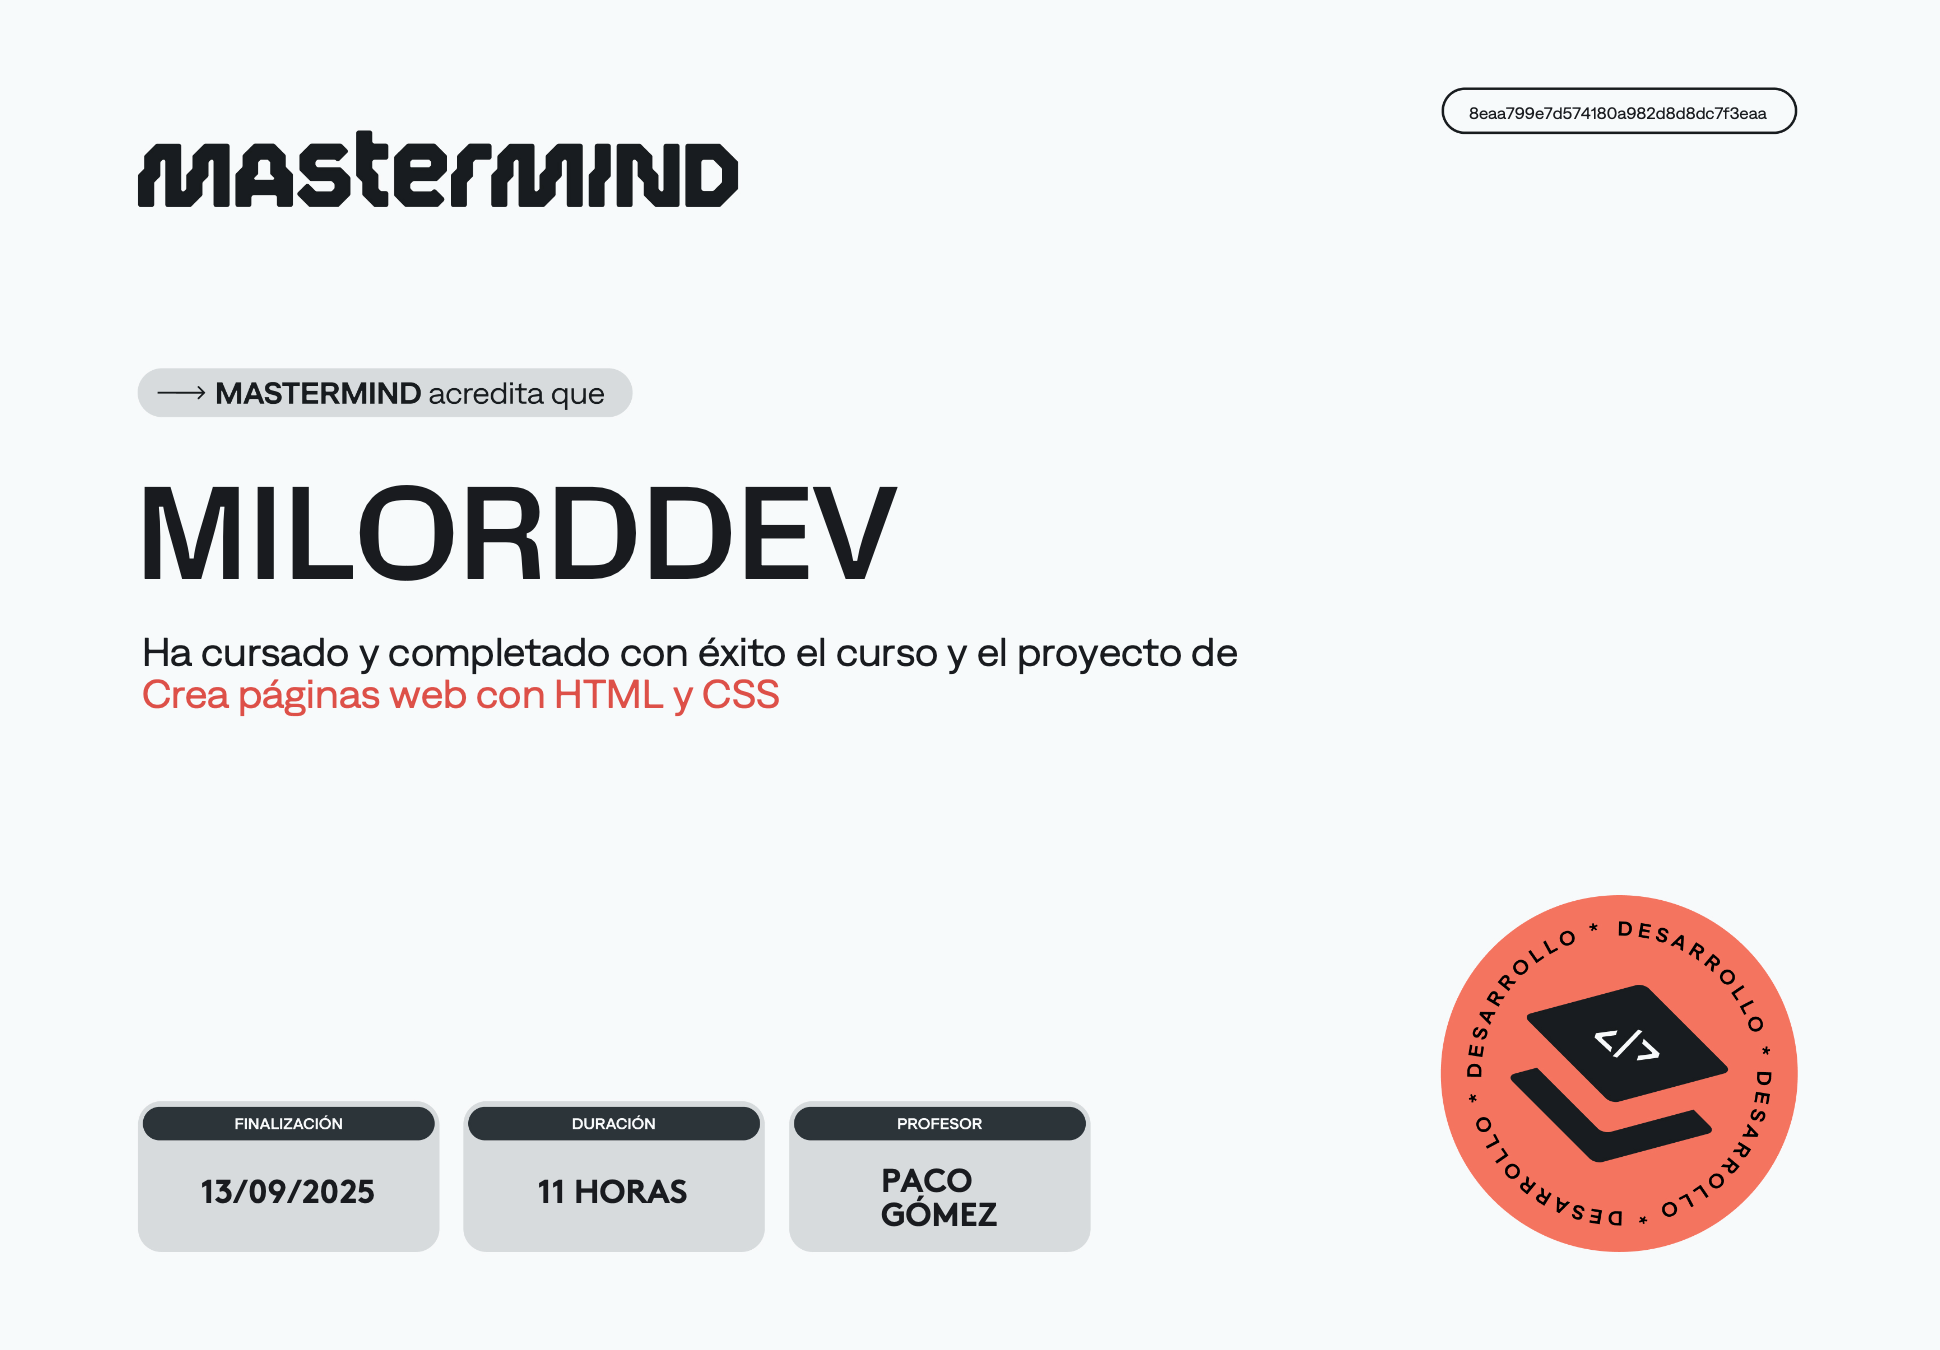 8eaa799e7d574180a982d8d8dc7f3eaa
MASterMIND
MASTERMIND acredita que
MILORDDEV
Ha cursado y completado con éxito el curso y el proyecto de
Crea páginas web con HTML y CSS
DESARROLLO * DESARROLLO * DESARROLLO * DESARROLLO * DESARROLLO *
</>
FINALIZACIÓN
13/09/2025
DURACIÓN
11 HORAS
PROFESOR
PACO
GÓMEZ